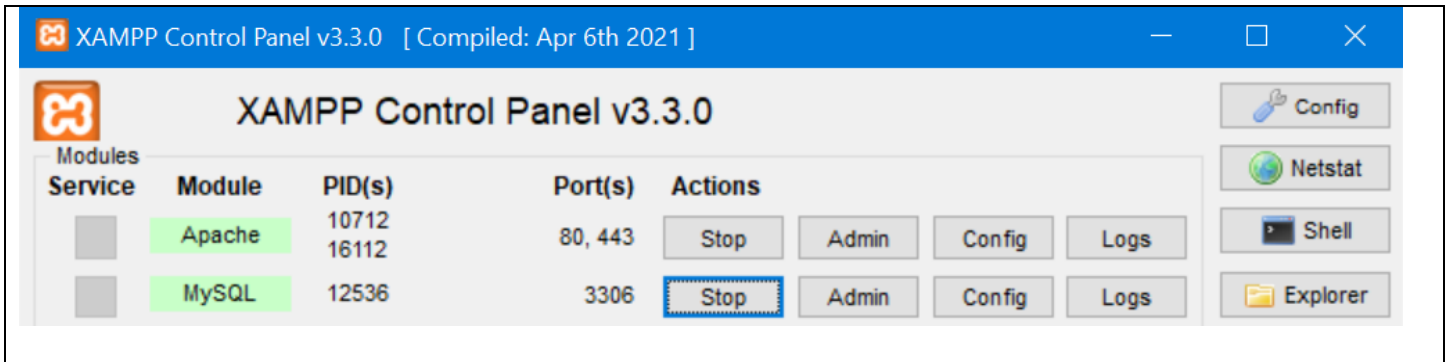 XAMPP Control Panel v3.3.0 [ Compiled: Apr 6th 2021 ]
XAMPP Control Panel v3.3.0
Config
Modules
Netstat
Service Module PID(s) Port(s) Actions
Apache 10712 80, 443 Stop Admin Config Logs
16112
Shell
MySQL 12536 3306 Stop Admin Config Logs
Explorer